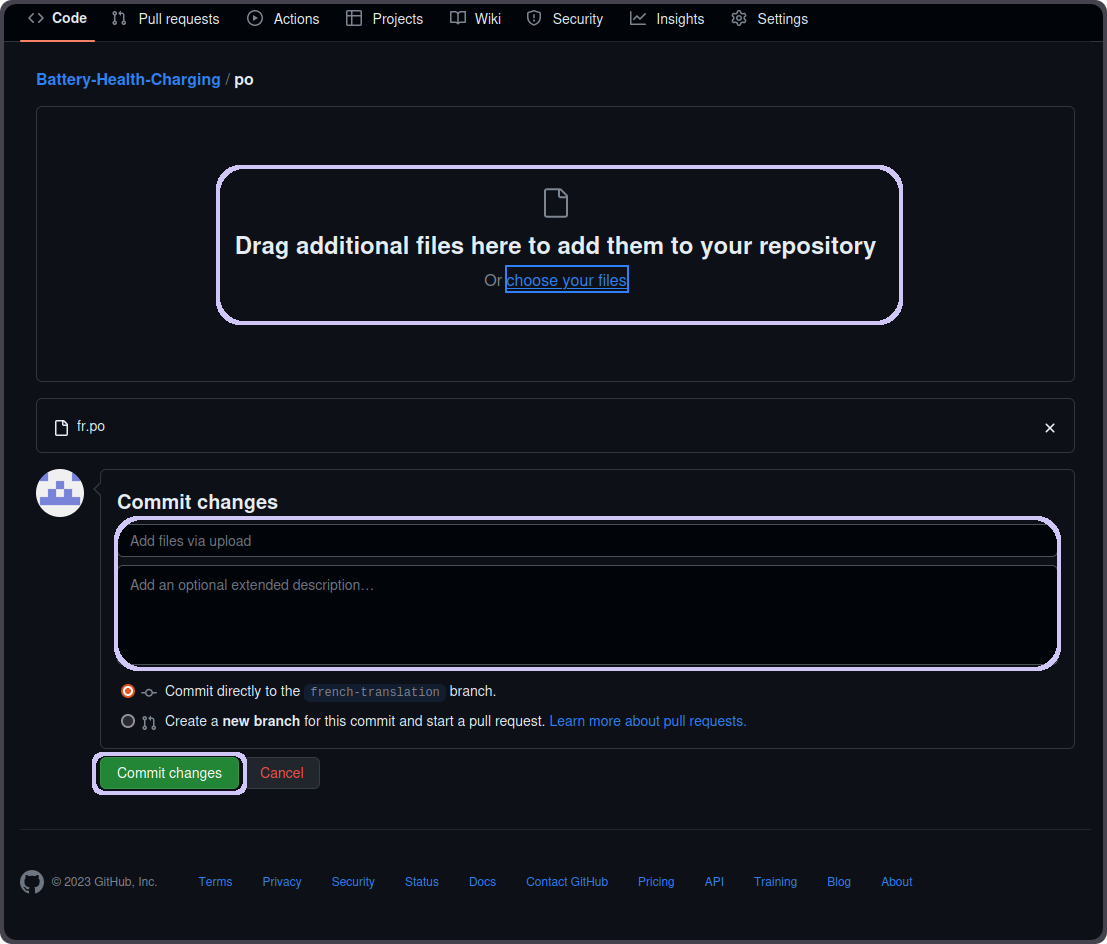 Code Pull requests Actions Projects Wiki Security Insights Settings
Battery-Health-Charging / po
Drag additional files here to add them to your repository
Or choose your files
fr.po
Commit changes
Add files via upload
Add an optional extended description…
Commit directly to the french-translation branch.
Create a new branch for this commit and start a pull request. Learn more about pull requests.
Commit changes Cancel
© 2023 GitHub, Inc. Terms Privacy Security Status Docs Contact GitHub Pricing API Training Blog About